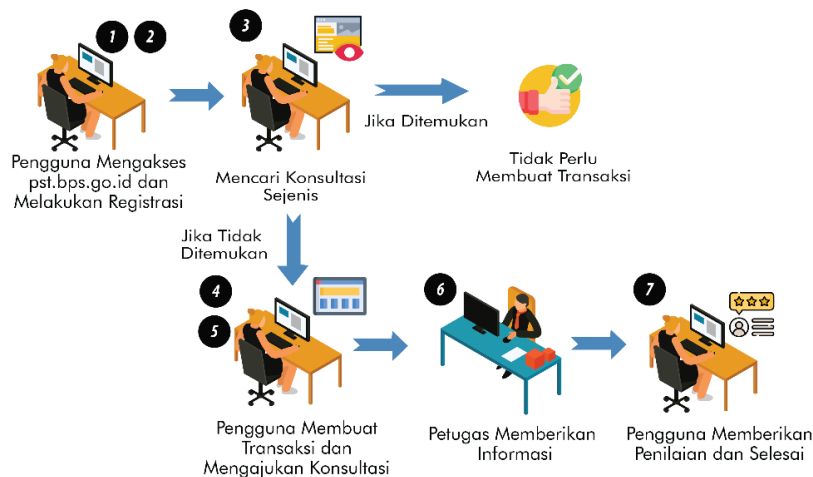 1 2
Pengguna Mengakses
pst.bps.go.id dan
Melakukan Registrasi
3
Mencari Konsultasi
Sejenis
Jika Ditemukan
Tidak Perlu
Membuat Transaksi
Jika Tidak
Ditemukan
4
5
Pengguna Membuat
Transaksi dan
Mengajukan Konsultasi
6
Petugas Memberikan
Informasi
7
Pengguna Memberikan
Penilaian dan Selesai